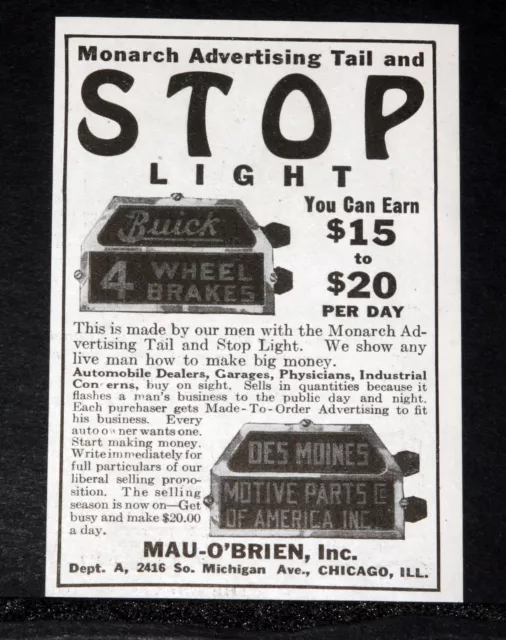 Monarch Advertising Tail and
STOP
LIGHT
Buick
4 WHEEL
BRAKES
You Can Earn
$15
to
$20
PER DAY
This is made by our men with the Monarch Ad-
vertising Tail and Stop Light. We show any
live man how to make big money.
Automobile Dealers, Garages, Physicians, Industrial
Concerns, buy on sight. Sells in quantities because it
flashes a man's business to the public day and night.
Each purchaser gets Made-To-Order Advertising to fit
his business. Every
auto owner wants one.
Start making money.
Write immediately for
full particulars of our
liberal selling propo-
sition. The selling
season is now on—Get
busy and make $20.00
a day.
DES MOINES
MOTIVE PARTS Co
OF AMERICA INC.
MAU-O'BRIEN, Inc.
Dept. A, 2416 So. Michigan Ave., CHICAGO, ILL.